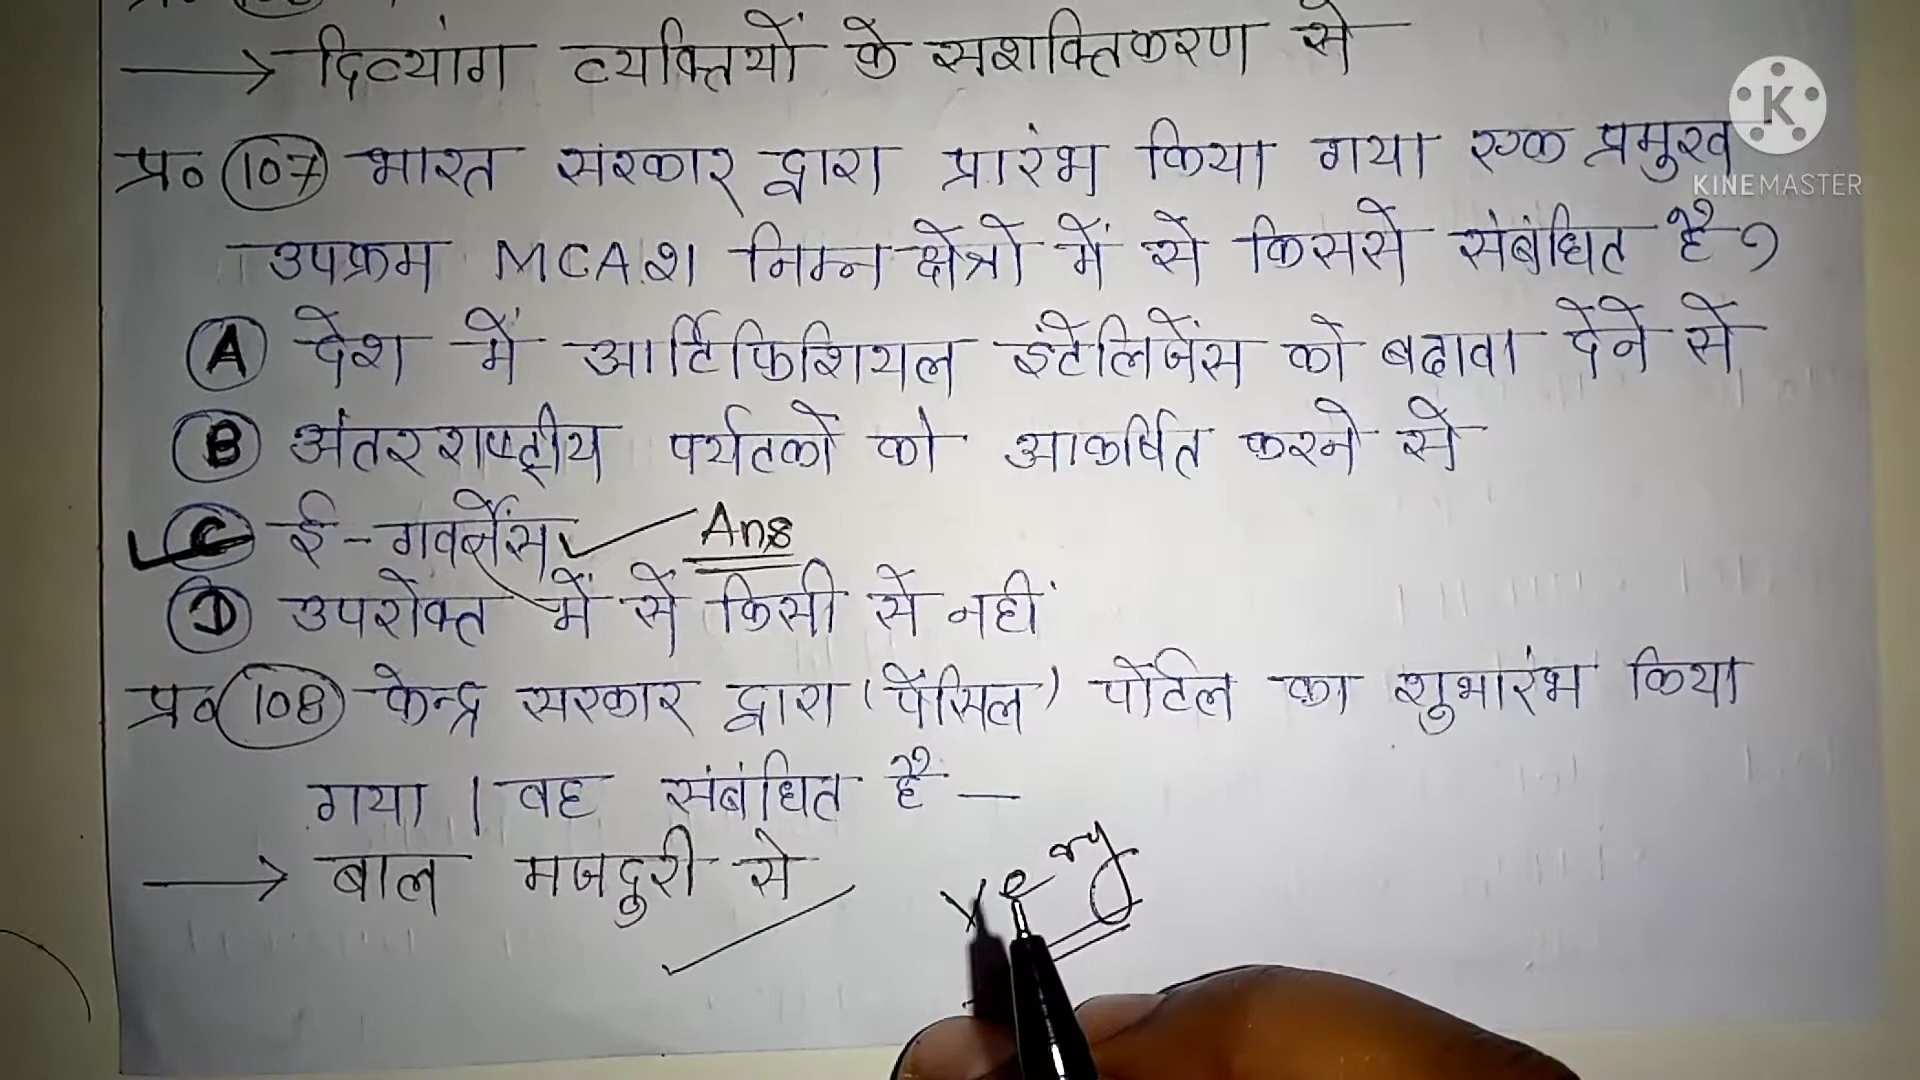 → दिव्यांग व्यक्तियों के सशक्तिकरण से
प्र० 107 भारत सरकार द्वारा प्रारंभ किया गया एक प्रमुख
KINEMASTER
उपक्रम MCA21 निम्न क्षेत्रो में से किससे संबंधित है?
A देश में आर्टिफिशियल इंटेलिजेंस को बढावा देने से
B अंतरराष्ट्रीय पर्यटकों को आकर्षित करने से
C ई-गवर्नेंस Ans
D उपरोक्त में से किसी से नहीं
प्र० 108 केन्द्र सरकार द्वारा 'पेंसिल' पोर्टल का शुभारंभ किया
गया। वह संबंधित है —
→ बाल मजदुरी से
Very